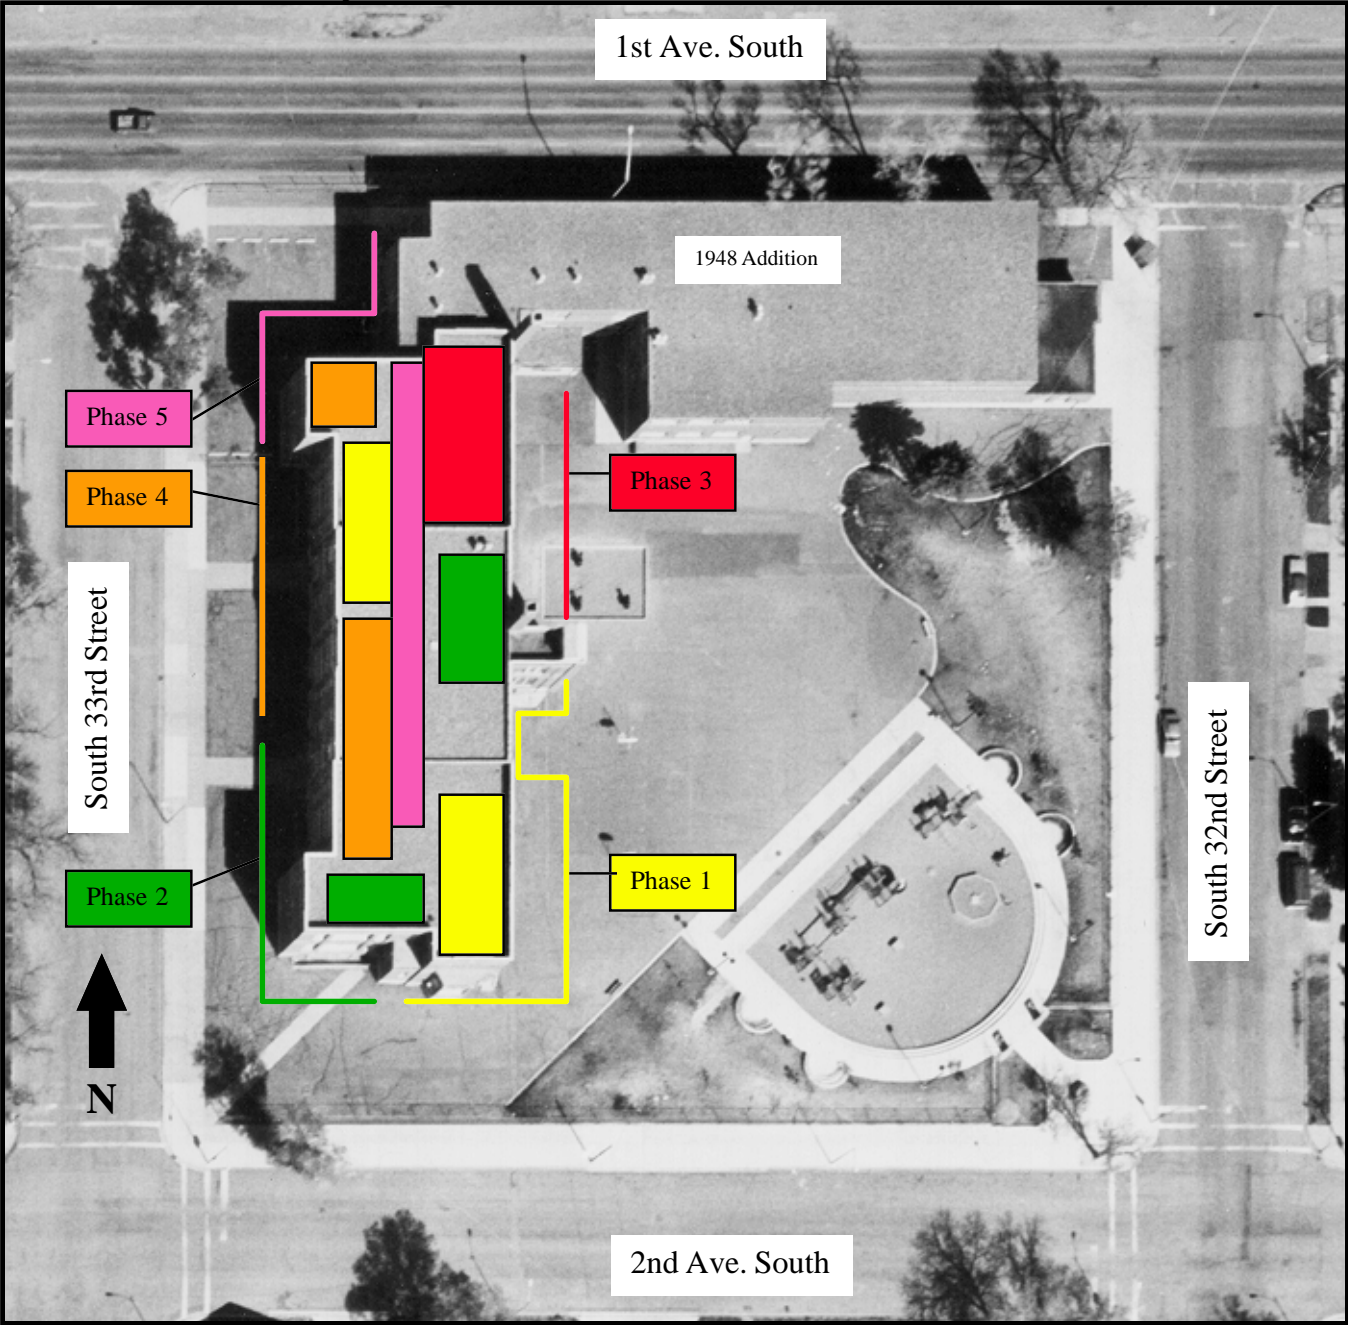 1st Ave. South
1948 Addition
Phase 5
Phase 4
Phase 3
South 33rd Street
South 32nd Street
Phase 2
Phase 1
N
2nd Ave. South